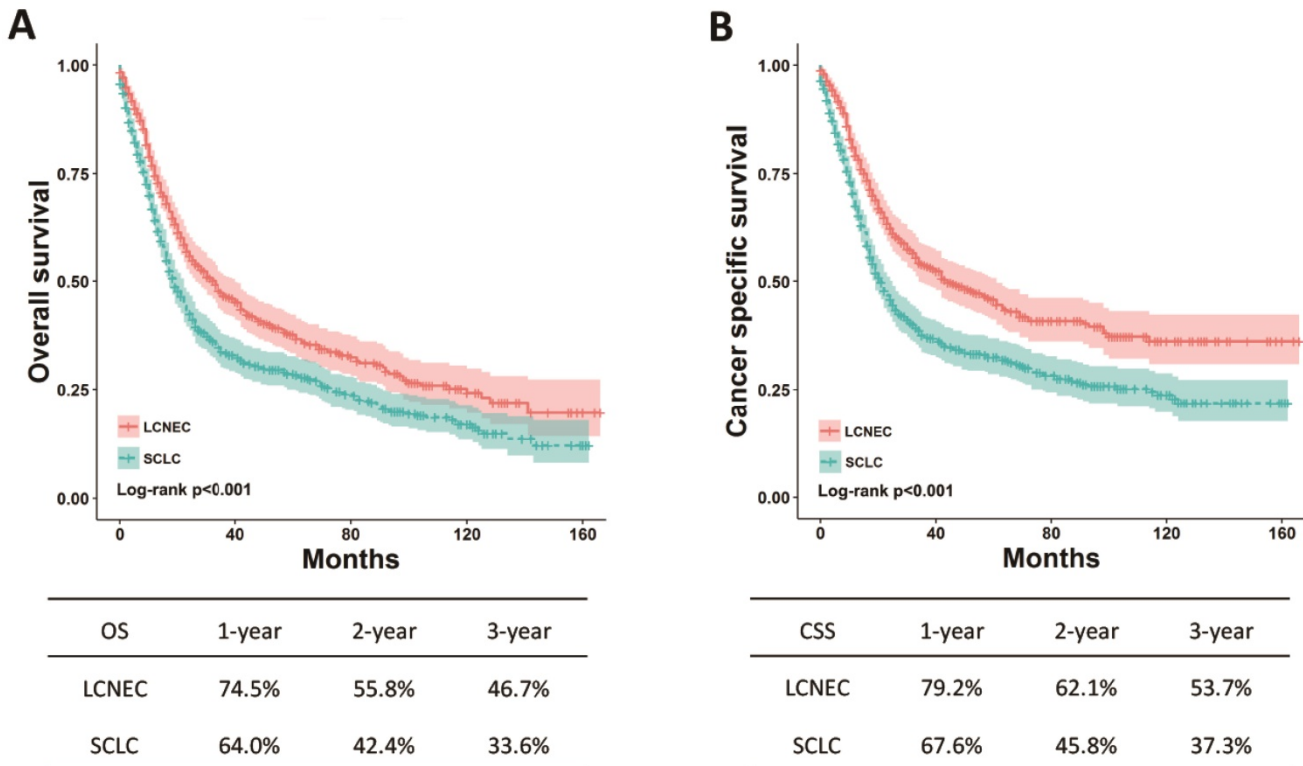 A
Overall survival
1.00
0.75
0.50
0.25
0.00
LCNEC
SCLC
Log-rank p<0.001
0 40 80 120 160
Months
OS 1-year 2-year 3-year
LCNEC 74.5% 55.8% 46.7%
SCLC 64.0% 42.4% 33.6%
B
Cancer specific survival
1.00
0.75
0.50
0.25
0.00
LCNEC
SCLC
Log-rank p<0.001
0 40 80 120 160
Months
CSS 1-year 2-year 3-year
LCNEC 79.2% 62.1% 53.7%
SCLC 67.6% 45.8% 37.3%